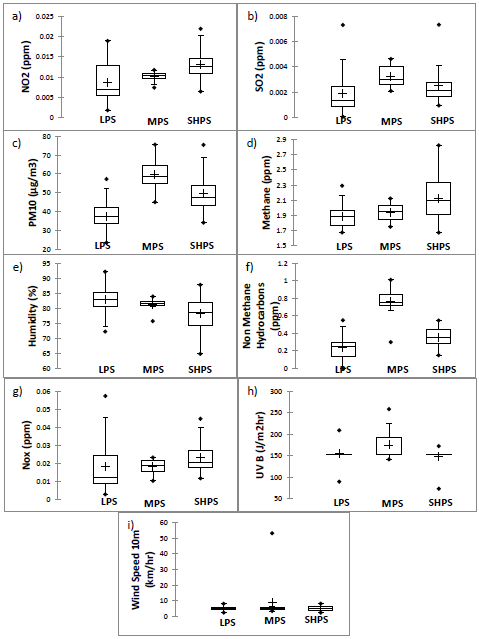 a)
NO2 (ppm)
0.025
0.02
0.015
0.01
0.005
0
LPS MPS SHPS
b)
SO2 (ppm)
0.008
0.006
0.004
0.002
0
LPS MPS SHPS
c)
PM10 (µg/m3)
80
70
60
50
40
30
20
LPS MPS SHPS
d)
Methane (ppm)
2.9
2.7
2.5
2.3
2.1
1.9
1.7
1.5
LPS MPS SHPS
e)
Humidity (%)
95
90
85
80
75
70
65
60
LPS MPS SHPS
f)
Non Methane
Hydrocarbons
(ppm)
1.2
1
0.8
0.6
0.4
0.2
0
LPS MPS SHPS
g)
Nox (ppm)
0.06
0.05
0.04
0.03
0.02
0.01
0
LPS MPS SHPS
h)
UV B (J/m2hr)
300
250
200
150
100
50
LPS MPS SHPS
i)
Wind Speed 10m
(km/hr)
60
50
40
30
20
10
0
LPS MPS SHPS